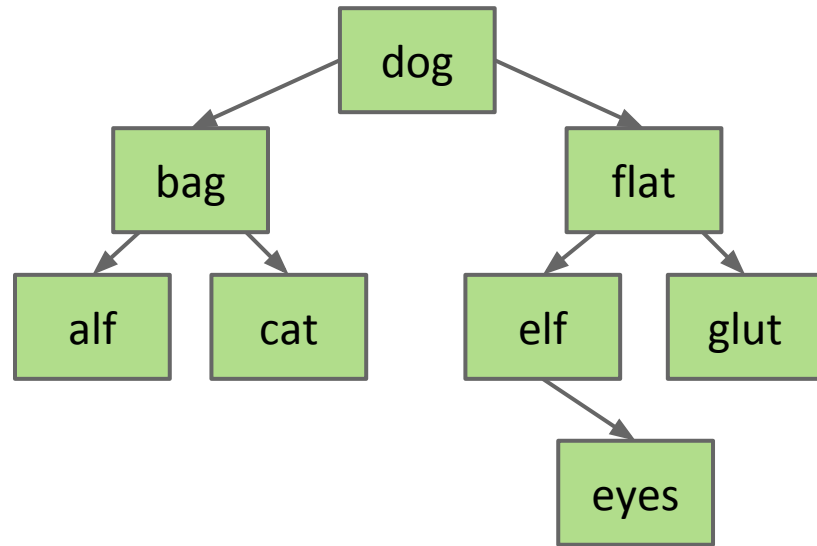 dog
bag
flat
alf
cat
elf
glut
eyes